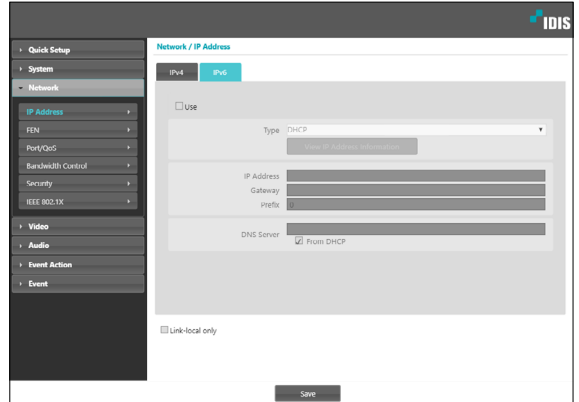 IDIS
Quick Setup
System
Network
IP Address
FEN
Port/QoS
Bandwidth Control
Security
IEEE 802.1X
Video
Audio
Event Action
Event
Network / IP Address
IPv4 IPv6
Use
Type DHCP
View IP Address Information
IP Address
Gateway
Prefix 0
DNS Server
From DHCP
Link-local only
Save